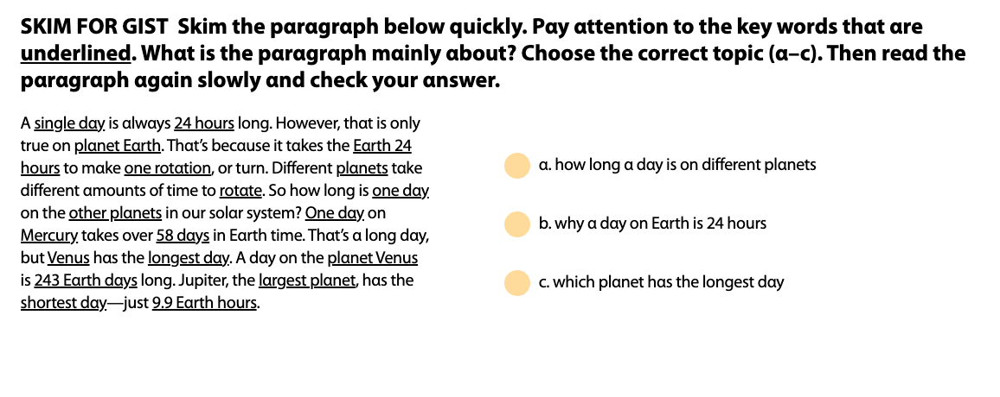 SKIM FOR GIST Skim the paragraph below quickly. Pay attention to the key words that are
underlined. What is the paragraph mainly about? Choose the correct topic (a–c). Then read the
paragraph again slowly and check your answer.
A single day is always 24 hours long. However, that is only
true on planet Earth. That’s because it takes the Earth 24
hours to make one rotation, or turn. Different planets take
different amounts of time to rotate. So how long is one day
on the other planets in our solar system? One day on
Mercury takes over 58 days in Earth time. That’s a long day,
but Venus has the longest day. A day on the planet Venus
is 243 Earth days long. Jupiter, the largest planet, has the
shortest day—just 9.9 Earth hours.
a. how long a day is on different planets
b. why a day on Earth is 24 hours
c. which planet has the longest day